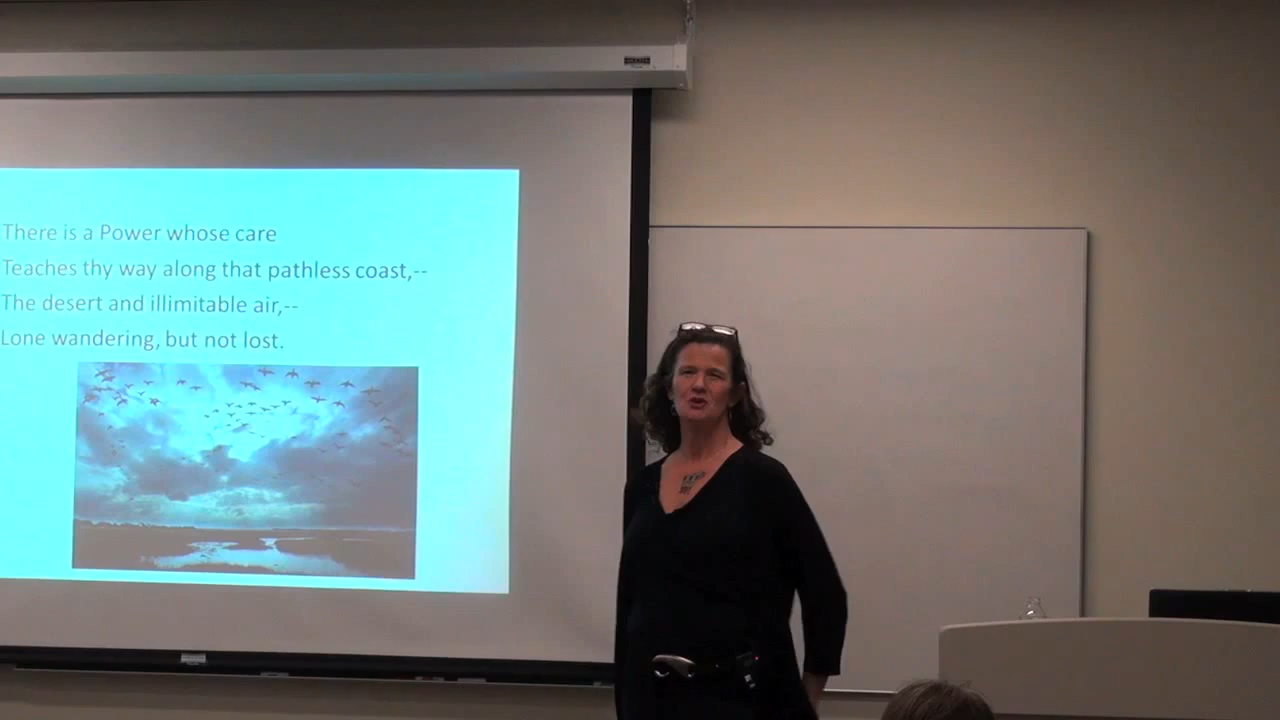 There is a Power whose care
Teaches thy way along that pathless coast,--
The desert and illimitable air,--
Lone wandering, but not lost.